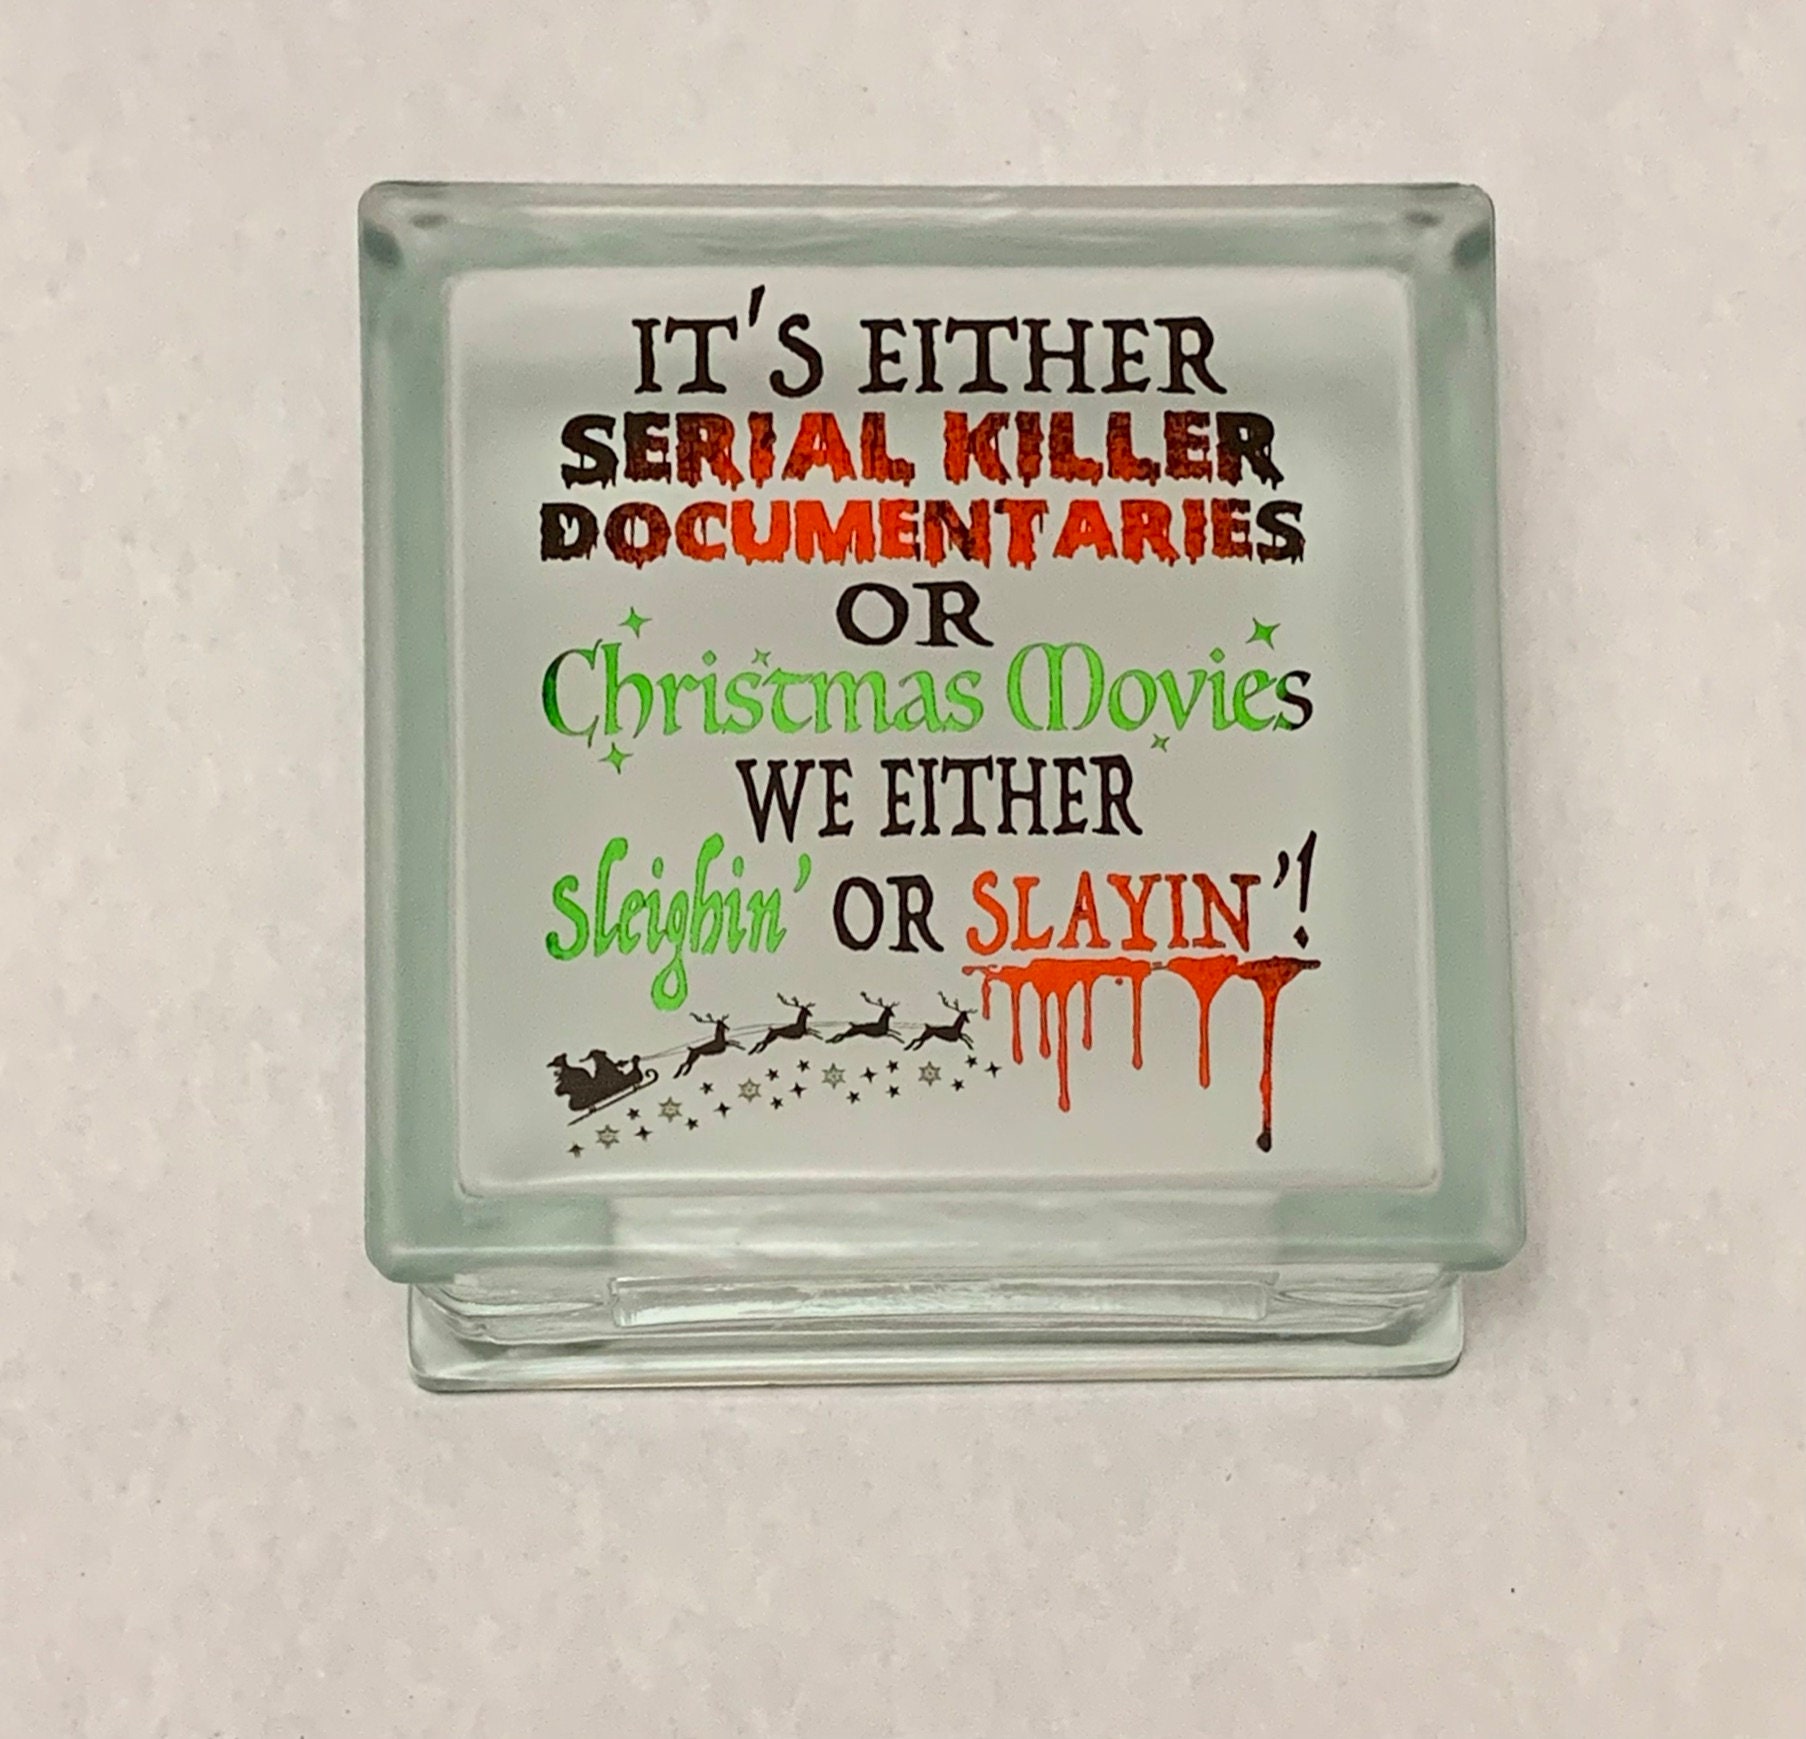 IT'S EITHER
SERIAL KILLER
DOCUMENTARIES
OR
Christmas Movies
WE EITHER
Sleighin' OR SLAYIN'!